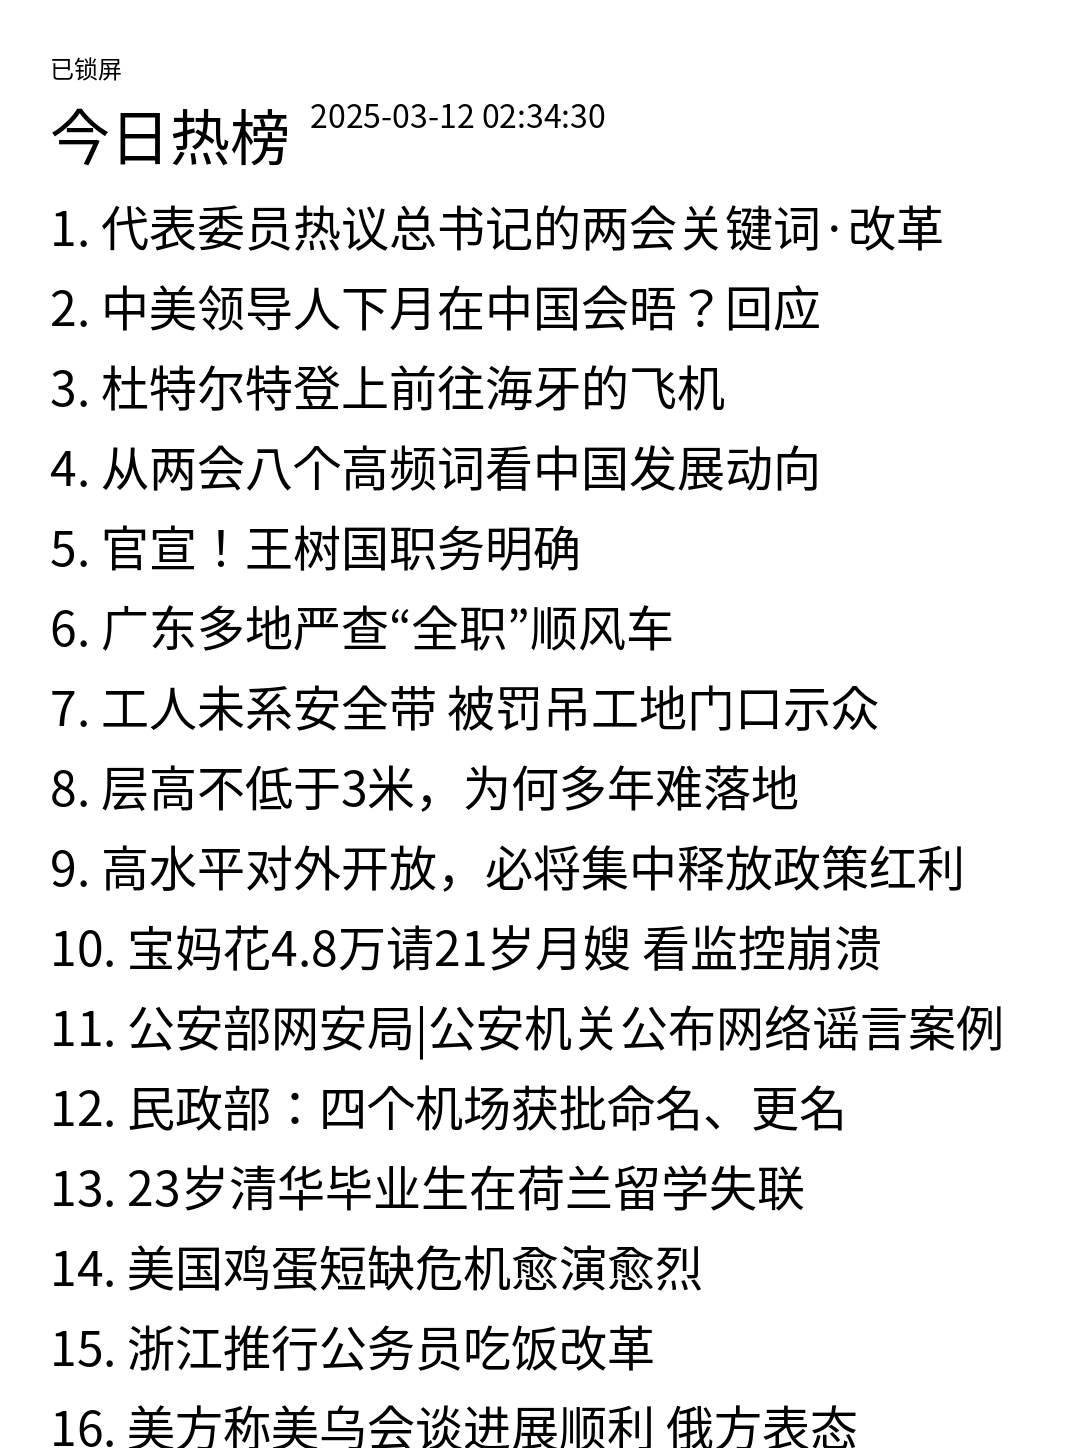 已锁屏
今日热榜 2025-03-12 02:34:30
1. 代表委员热议总书记的两会关键词·改革
2. 中美领导人下月在中国会晤？回应
3. 杜特尔特登上前往海牙的飞机
4. 从两会八个高频词看中国发展动向
5. 官宣！王树国职务明确
6. 广东多地严查“全职”顺风车
7. 工人未系安全带 被罚吊工地门口示众
8. 层高不低于3米，为何多年难落地
9. 高水平对外开放，必将集中释放政策红利
10. 宝妈花4.8万请21岁月嫂 看监控崩溃
11. 公安部网安局|公安机关公布网络谣言案例
12. 民政部：四个机场获批命名、更名
13. 23岁清华毕业生在荷兰留学失联
14. 美国鸡蛋短缺危机愈演愈烈
15. 浙江推行公务员吃饭改革
16. 美方称美乌会谈进展顺利 俄方表态